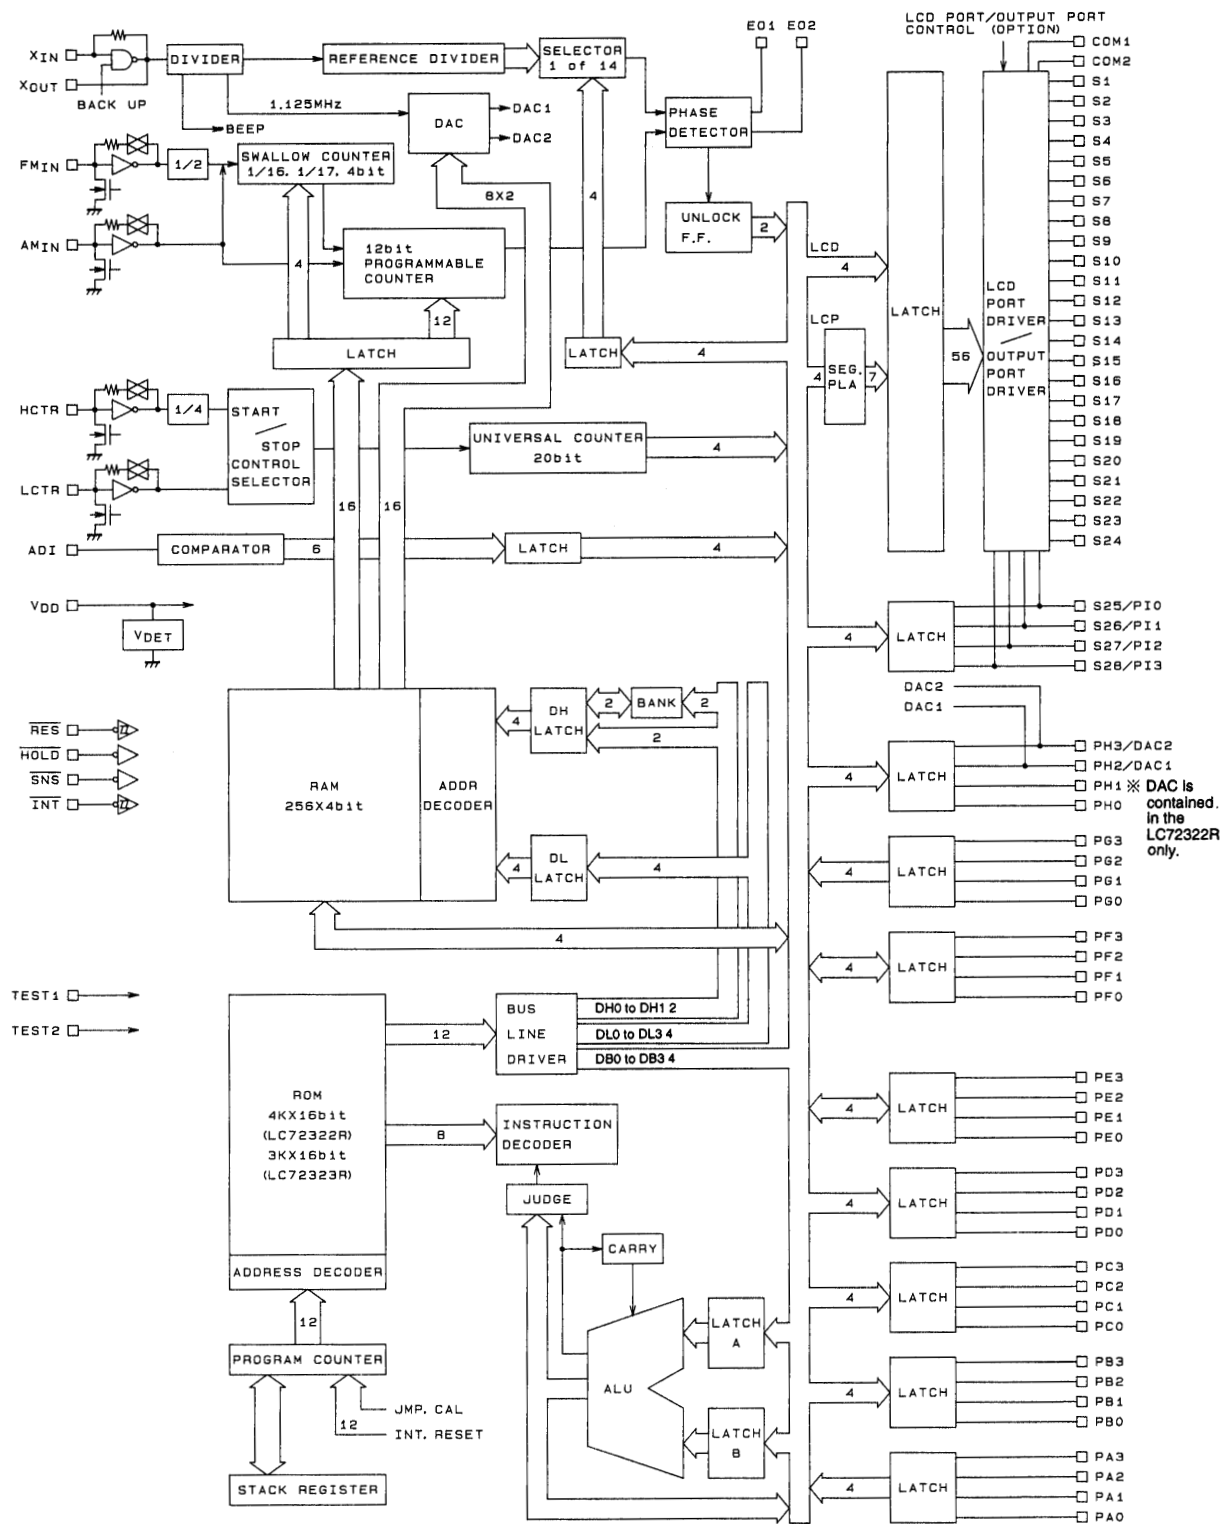 LCD PORT/OUTPUT PORT
CONTROL (OPTION)
EO1 EO2
COM1
COM2
XIN
XOUT
BACK UP
DIVIDER
REFERENCE DIVIDER
SELECTOR
1 of 14
1.125MHz
BEEP
DAC
DAC1
DAC2
PHASE
DETECTOR
FMIN
1/2
SWALLOW COUNTER
1/16. 1/17. 4bit
8X2
4
UNLOCK
F.F.
2
AMIN
4
12bit
PROGRAMMABLE
COUNTER
12
LATCH
LATCH
4
LCD
4
LCP
4
SEG.
PLA
7
LATCH
56
LCD
PORT
DRIVER
OUTPUT
PORT
DRIVER
S1
S2
S3
S4
S5
S6
S7
S8
S9
S10
S11
S12
S13
S14
S15
S16
S17
S18
S19
S20
S21
S22
S23
S24
HCTR
1/4
START
STOP
CONTROL
SELECTOR
UNIVERSAL COUNTER
20bit
4
LCTR
16
16
ADI
COMPARATOR
6
LATCH
4
VDD
VDET
4
LATCH
S25/PI0
S26/PI1
S27/PI2
S28/PI3
RES
HOLD
SNS
INT
RAM
256X4bit
ADDR
DECODER
4
DH
LATCH
2
BANK
2
2
4
DL
LATCH
4
4
DAC2
DAC1
4
LATCH
PH3/DAC2
PH2/DAC1
PH1
PH0
※ DAC is
contained.
in the
LC72322R
only.
4
LATCH
PG3
PG2
PG1
PG0
4
LATCH
PF3
PF2
PF1
PF0
TEST1
TEST2
ROM
4KX16bit
(LC72322R)
3KX16bit
(LC72323R)
ADDRESS DECODER
12
BUS
LINE
DRIVER
DH0 to DH1 2
DL0 to DL3 4
DB0 to DB3 4
8
INSTRUCTION
DECODER
JUDGE
CARRY
4
LATCH
PE3
PE2
PE1
PE0
4
LATCH
PD3
PD2
PD1
PD0
4
LATCH
PC3
PC2
PC1
PC0
12
PROGRAM COUNTER
12
JMP. CAL
INT. RESET
STACK REGISTER
ALU
LATCH
A
LATCH
B
4
LATCH
PB3
PB2
PB1
PB0
4
LATCH
PA3
PA2
PA1
PA0